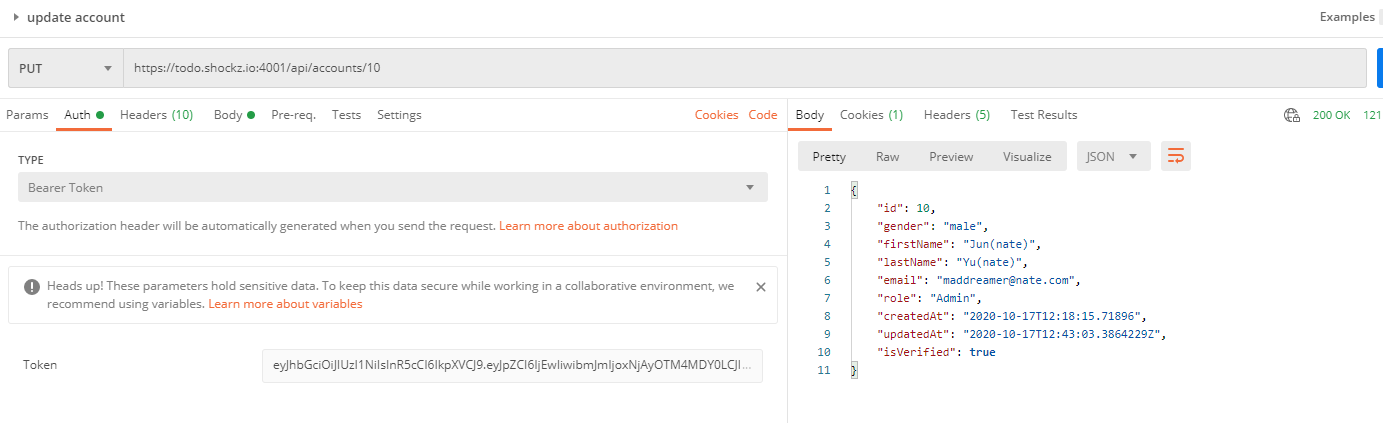 update account
Examples
PUT
https://todo.shockz.io:4001/api/accounts/10
Params Auth Headers (10) Body Pre-req. Tests Settings Cookies Code
TYPE
Bearer Token
The authorization header will be automatically generated when you send the request. Learn more about authorization
Heads up! These parameters hold sensitive data. To keep this data secure while working in a collaborative environment, we
recommend using variables. Learn more about variables
Token
Body Cookies (1) Headers (5) Test Results 200 OK 121
Pretty Raw Preview Visualize JSON
1 {
2 "id": 10,
3 "gender": "male",
4 "firstName": "Jun(nate)",
5 "lastName": "Yu(nate)",
6 "email": "maddreamer@nate.com",
7 "role": "Admin",
8 "createdAt": "2020-10-17T12:18:15.71896",
9 "updatedAt": "2020-10-17T12:43:03.3864229Z",
10 "isVerified": true
11 }